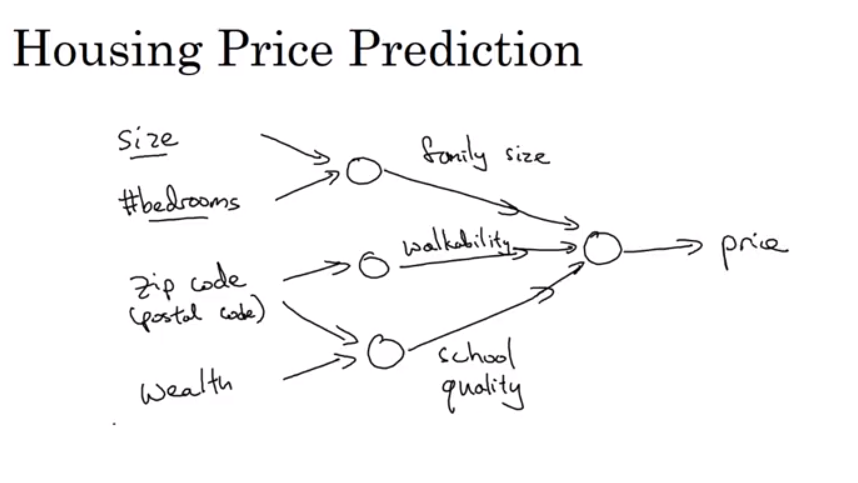 Housing Price Prediction
size
family size
#bedrooms
walkability
price
zip code
(postal code)
wealth
school
quality